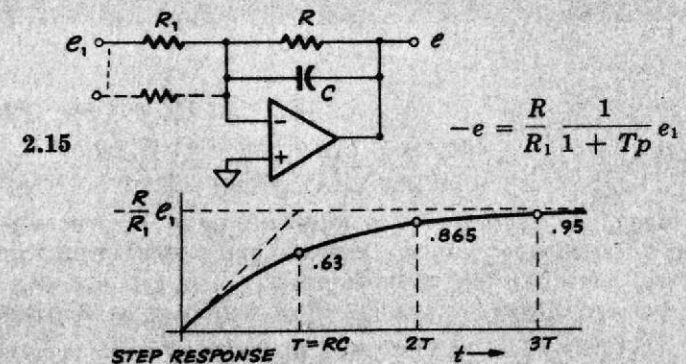 R₁ R
e₁ e
C
−
+
2.15
−e = R/R₁ 1/(1 + Tp) e₁
−R/R₁ e₁
.63 .865 .95
T=RC 2T 3T
STEP RESPONSE t→